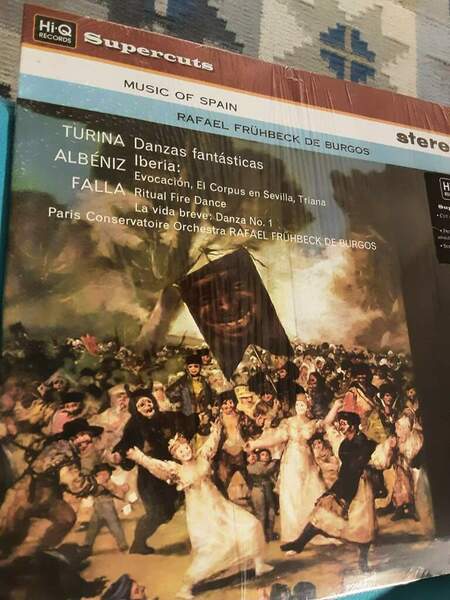 Hi·Q
RECORDS
Supercuts
MUSIC OF SPAIN
RAFAEL FRÜHBECK DE BURGOS
stere
TURINA Danzas fantásticas
ALBÉNIZ Iberia:
Evocación, El Corpus en Sevilla, Triana
FALLA Ritual Fire Dance
La vida breve: Danza No. 1
Paris Conservatoire Orchestra RAFAEL FRÜHBECK DE BURGOS